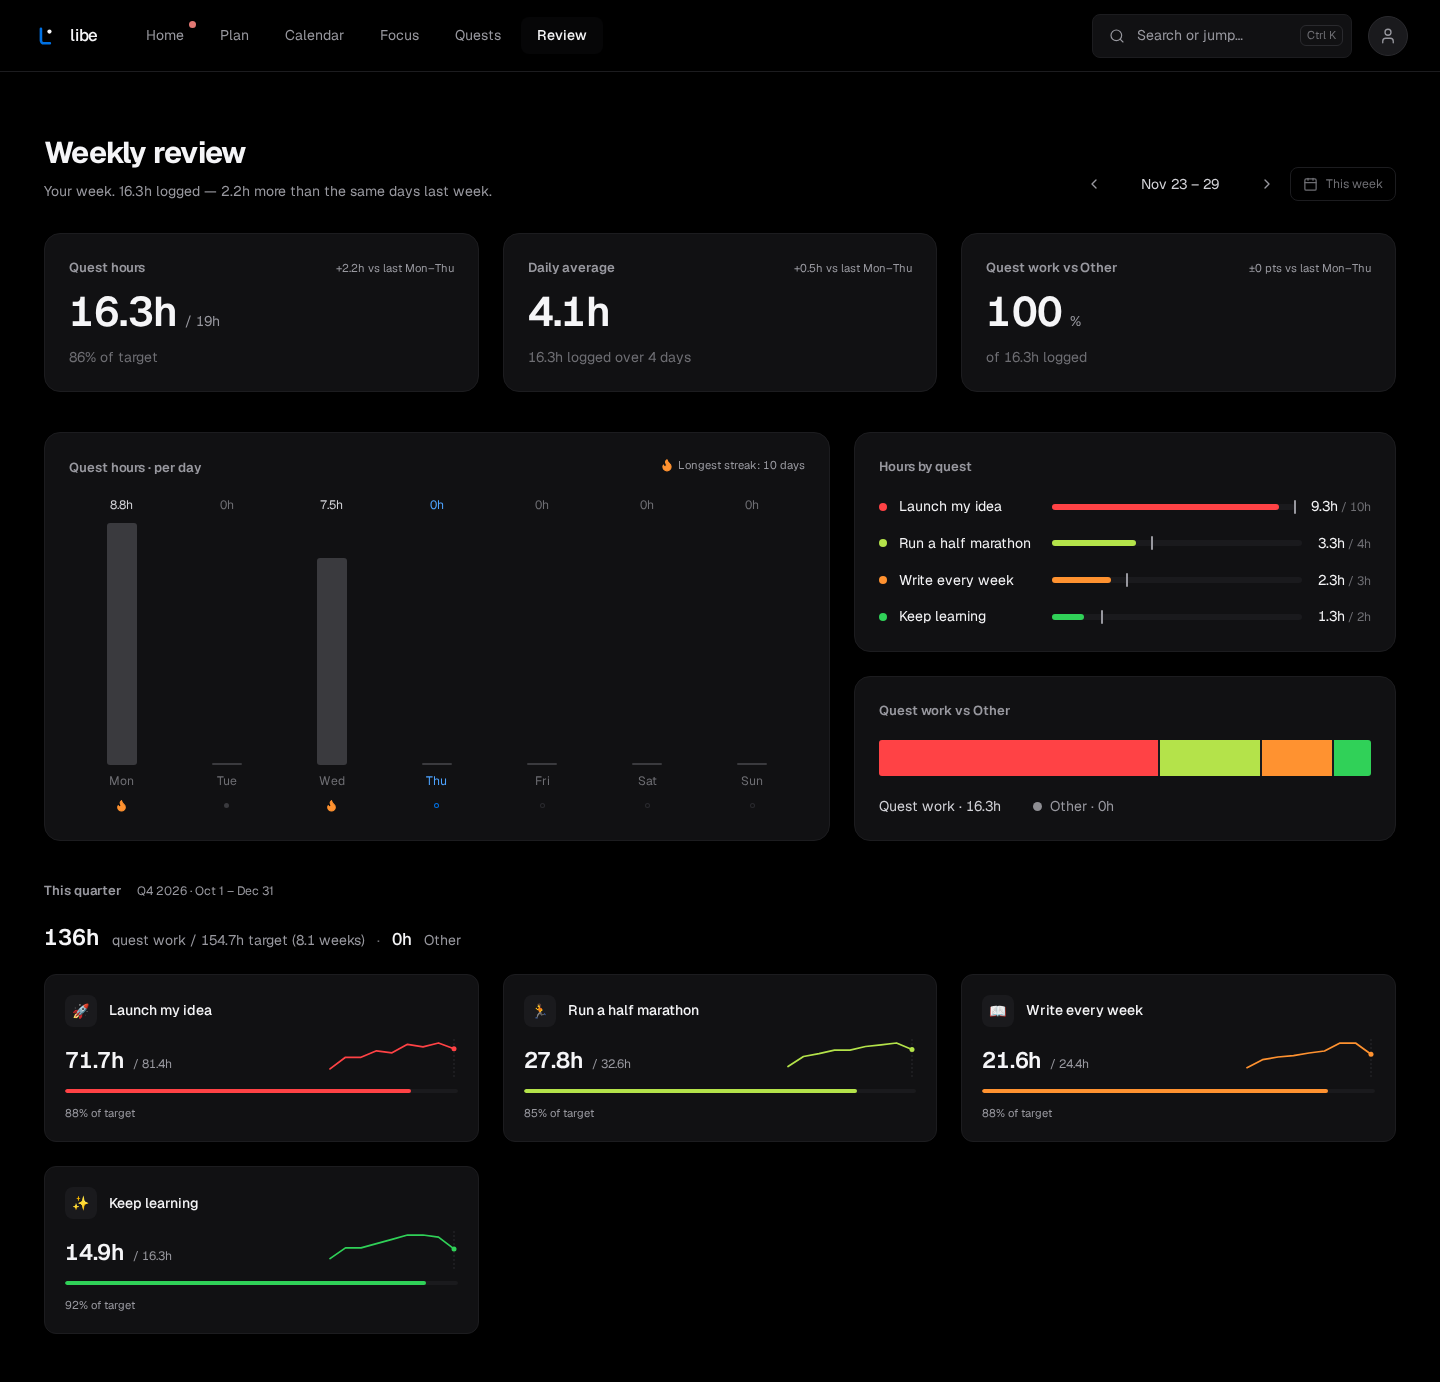 libe
Home
Plan
Calendar
Focus
Quests
Review
Search or jump...
Ctrl K
Weekly review
Your week. 16.3h logged — 2.2h more than the same days last week.
Nov 23 – 29
This week
Quest hours
+2.2h vs last Mon–Thu
16.3h / 19h
86% of target
Daily average
+0.5h vs last Mon–Thu
4.1h
16.3h logged over 4 days
Quest work vs Other
±0 pts vs last Mon–Thu
100 %
of 16.3h logged
Quest hours · per day
Longest streak: 10 days
8.8h
0h
7.5h
0h
0h
0h
0h
Mon
Tue
Wed
Thu
Fri
Sat
Sun
Hours by quest
Launch my idea
9.3h / 10h
Run a half marathon
3.3h / 4h
Write every week
2.3h / 3h
Keep learning
1.3h / 2h
Quest work vs Other
Quest work · 16.3h
Other · 0h
This quarter
Q4 2026 · Oct 1 – Dec 31
136h quest work / 154.7h target (8.1 weeks) · 0h Other
Launch my idea
71.7h / 81.4h
88% of target
Run a half marathon
27.8h / 32.6h
85% of target
Write every week
21.6h / 24.4h
88% of target
Keep learning
14.9h / 16.3h
92% of target